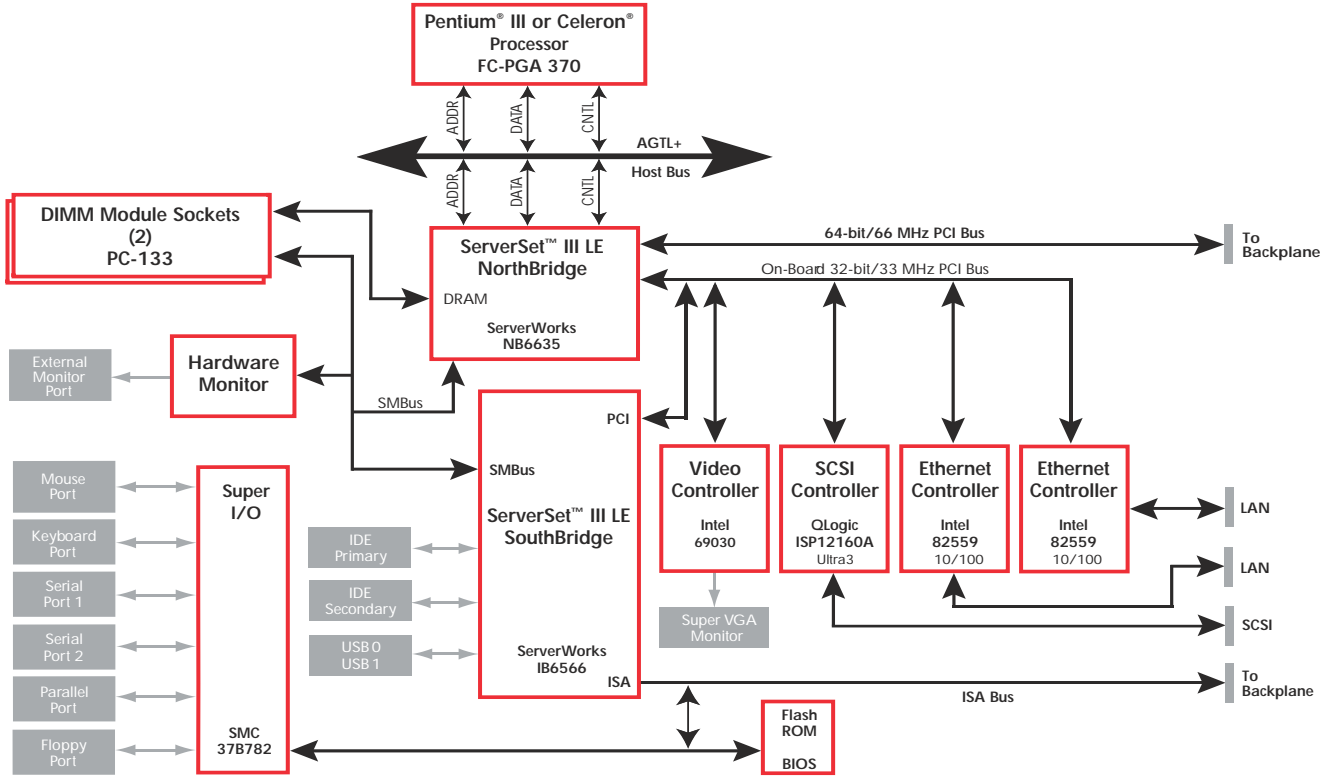 Pentium® III or Celeron®
Processor
FC-PGA 370
ADDR
DATA
CNTL
AGTL+
Host Bus
ADDR
DATA
CNTL
DIMM Module Sockets
(2)
PC-133
ServerSet™ III LE
NorthBridge
DRAM
ServerWorks
NB6635
64-bit/66 MHz PCI Bus
To
Backplane
On-Board 32-bit/33 MHz PCI Bus
External
Monitor
Port
Hardware
Monitor
SMBus
PCI
SMBus
ServerSet™ III LE
SouthBridge
ServerWorks
IB6566
ISA
Video
Controller
Intel
69030
SCSI
Controller
QLogic
ISP12160A
Ultra3
Ethernet
Controller
Intel
82559
10/100
Ethernet
Controller
Intel
82559
10/100
LAN
LAN
SCSI
To
Backplane
Super VGA
Monitor
ISA Bus
Mouse
Port
Keyboard
Port
Serial
Port 1
Serial
Port 2
Parallel
Port
Floppy
Port
Super
I/O
SMC
37B782
IDE
Primary
IDE
Secondary
USB 0
USB 1
Flash
ROM
BIOS